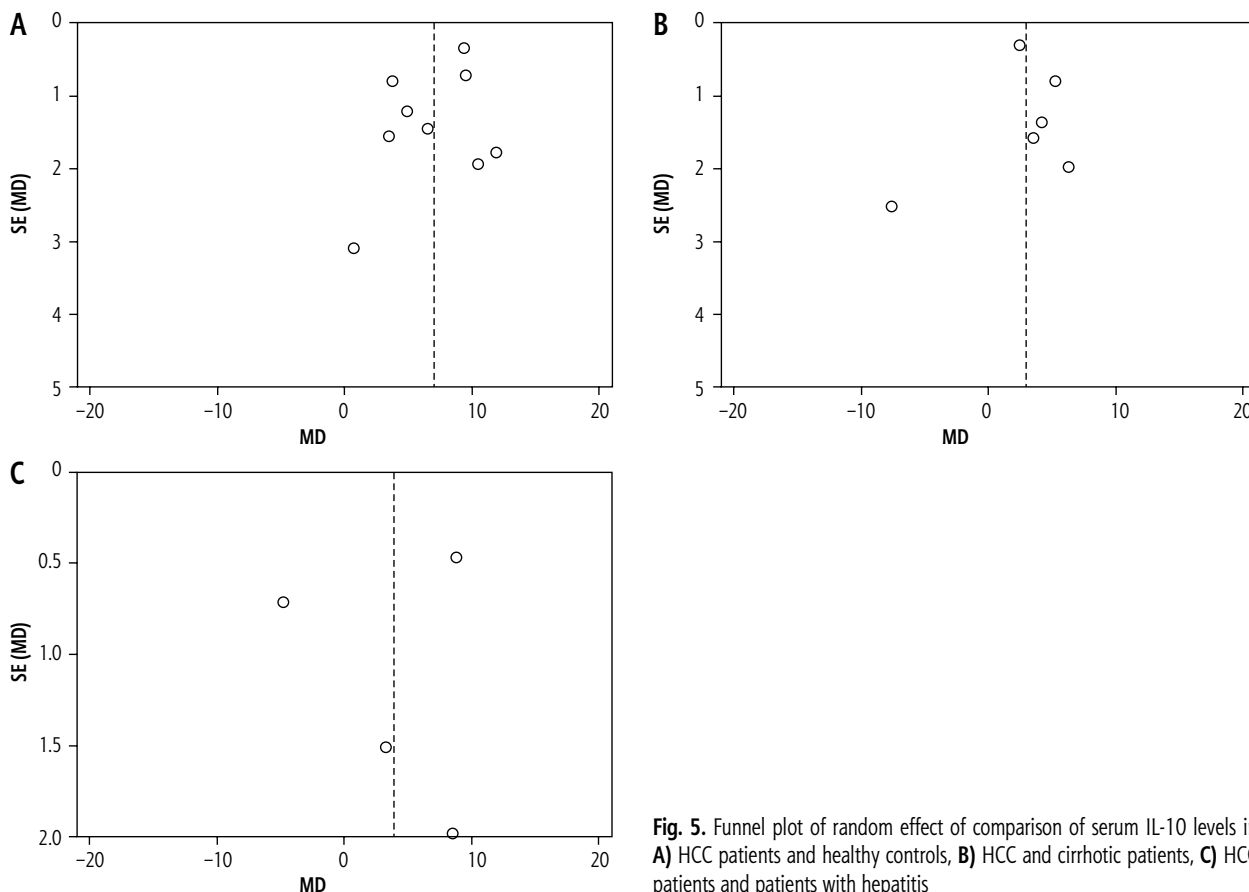 A
0
1
2
3
4
5
SE (MD)
−20
−10
0
10
20
MD
B
0
1
2
3
4
5
SE (MD)
−20
−10
0
10
20
MD
C
0
0.5
1.0
1.5
2.0
SE (MD)
−20
−10
0
10
20
MD
Fig. 5. Funnel plot of random effect of comparison of serum IL-10 levels in
A) HCC patients and healthy controls, B) HCC and cirrhotic patients, C) HCC
patients and patients with hepatitis